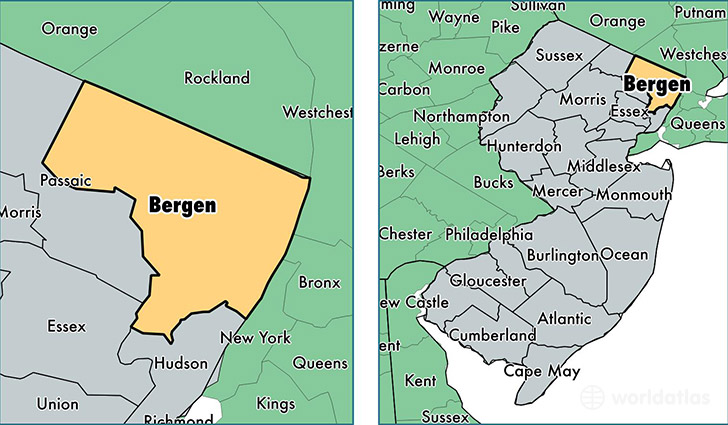 Orange
Rockland
Westchest
Passaic
Bergen
Morris
Bronx
Essex
New York
Hudson
Queens
Union
Kings
Richmond
ming
Sullivan
Putnam
Wayne
Pike
Orange
zerne
Sussex
Westches
Monroe
Bergen
Carbon
Morris
Essex
Northampton
Queens
Lehigh
Hunterdon
Middlesex
Berks
Bucks
Mercer
Monmouth
Chester
Philadelphia
Burlington
Ocean
Gloucester
ew Castle
Atlantic
Cumberland
ent
Cape May
Kent
Sussex
worldatlas